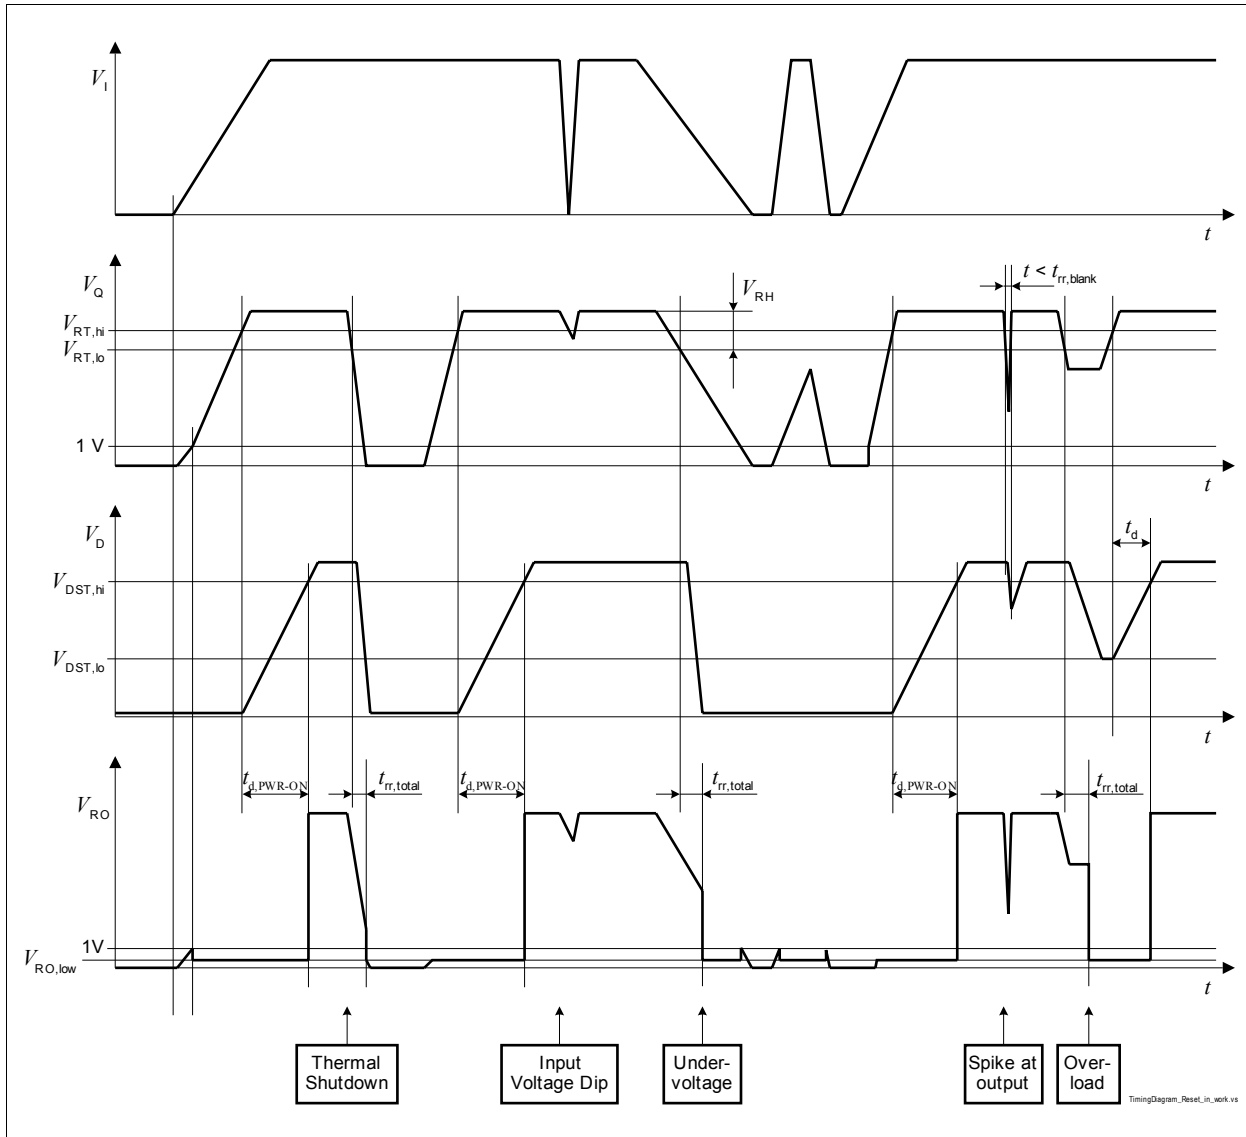 V_I
t
V_Q
V_RT,hi
V_RT,lo
1 V
V_RH
t < t_rr,blank
t
V_D
V_DST,hi
V_DST,lo
t_d
t
V_RO
1V
V_RO,low
t_d,PWR-ON
t_rr,total
t_d,PWR-ON
t_rr,total
t_d,PWR-ON
t_rr,total
t
Thermal
Shutdown
Input
Voltage Dip
Under-
voltage
Spike at
output
Over-
load
TimingDiagram_Reset_in_work.vs